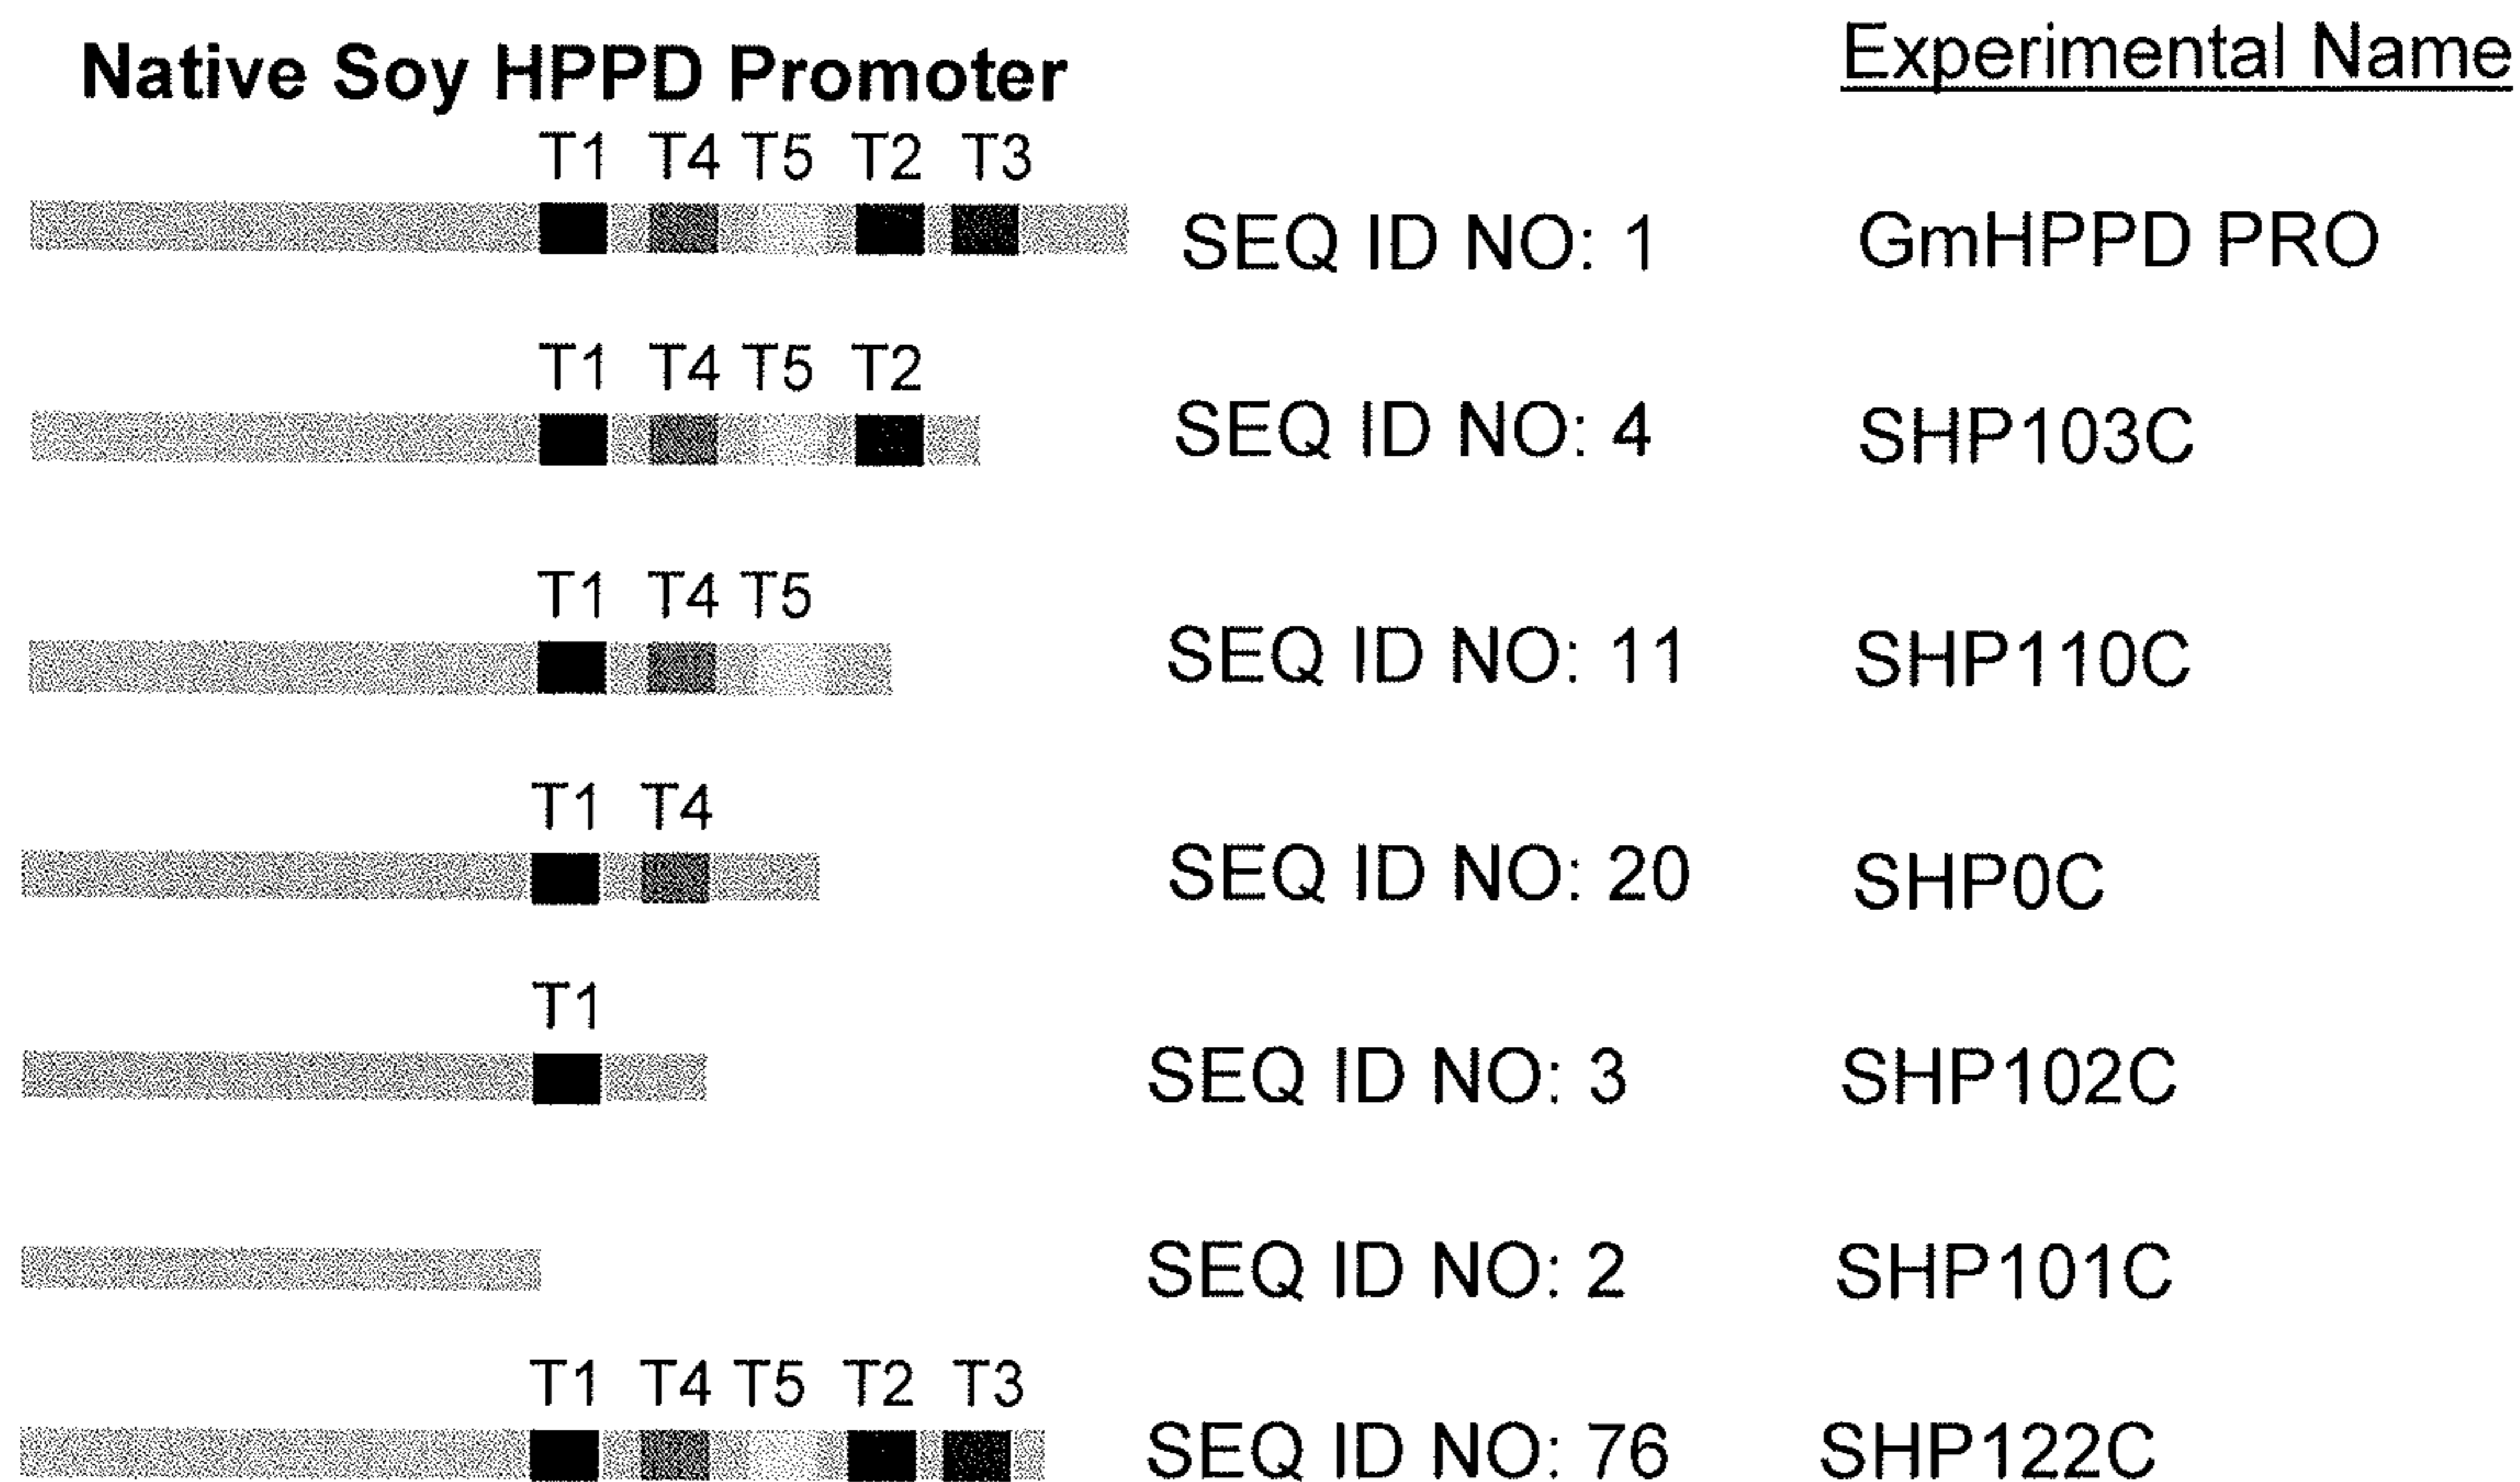 Native Soy HPPD Promoter
Experimental Name
T1 T4 T5 T2 T3
SEQ ID NO: 1
GmHPPD PRO
T1 T4 T5 T2
SEQ ID NO: 4
SHP103C
T1 T4 T5
SEQ ID NO: 11
SHP110C
T1 T4
SEQ ID NO: 20
SHP0C
T1
SEQ ID NO: 3
SHP102C
SEQ ID NO: 2
SHP101C
T1 T4 T5 T2 T3
SEQ ID NO: 76
SHP122C